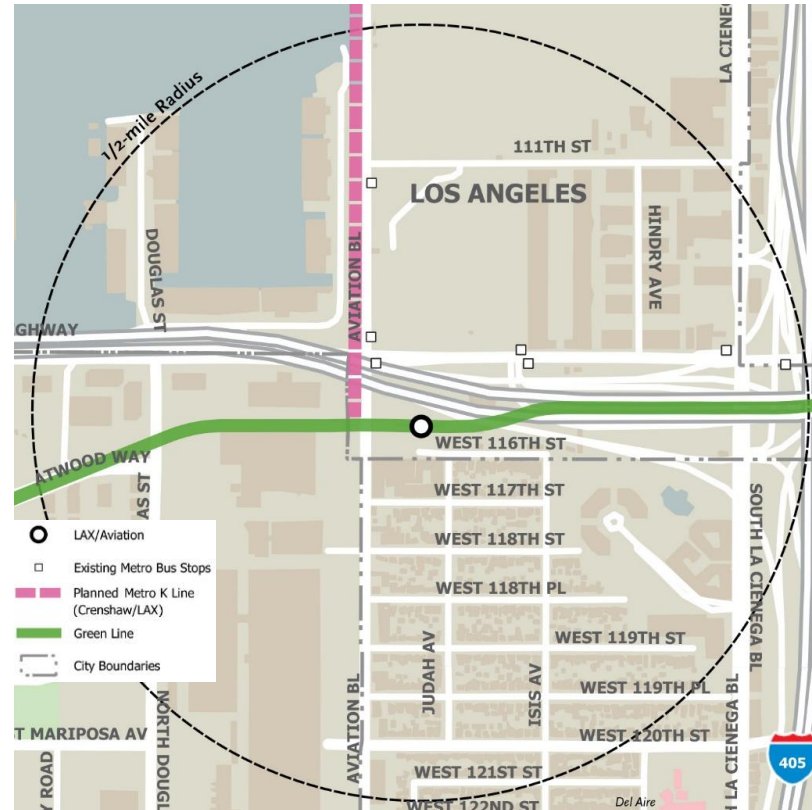 LA CIENEG
1/2-mile Radius
111TH ST
LOS ANGELES
DOUGLAS ST
AVIATION BL
HINDRY AVE
GHWAY
WEST 116TH ST
ATWOOD WAY
AS ST
WEST 117TH ST
SOUTH LA CIENEGA BL
LAX/Aviation
WEST 118TH ST
Existing Metro Bus Stops
Planned Metro K Line
(Crenshaw/LAX)
WEST 118TH PL
Green Line
WEST 119TH ST
JUDAH AV
City Boundaries
WEST 119TH PL
ISIS AV
AVIATION BL
LA CIENEGA BL
NORTH DOUGL
T MARIPOSA AV
WEST 120TH ST
Y ROAD
WEST 121ST ST
405
Del Aire
WEST 122ND ST